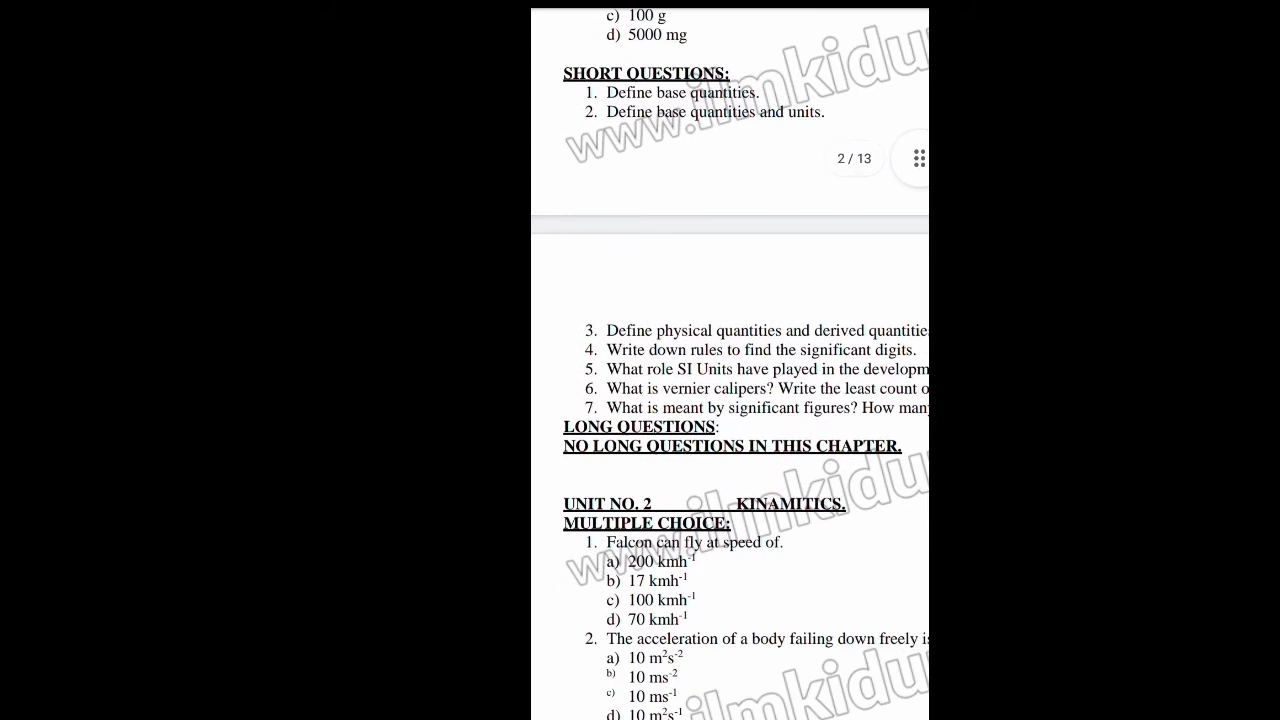 c) 100 g
d) 5000 mg
SHORT QUESTIONS:
1. Define base quantities.
2. Define base quantities and units.
2 / 13
3. Define physical quantities and derived quantitie
4. Write down rules to find the significant digits.
5. What role SI Units have played in the developm
6. What is vernier calipers? Write the least count o
7. What is meant by significant figures? How man
LONG QUESTIONS:
NO LONG QUESTIONS IN THIS CHAPTER.
UNIT NO. 2 KINAMITICS.
MULTIPLE CHOICE:
1. Falcon can fly at speed of.
a) 200 kmh⁻¹
b) 17 kmh⁻¹
c) 100 kmh⁻¹
d) 70 kmh⁻¹
2. The acceleration of a body failing down freely is
a) 10 m²s⁻²
b) 10 ms⁻²
c) 10 ms⁻¹
d) 10 m²s⁻¹
www.ilmkidu
www.ilmkidu
ilmkidu